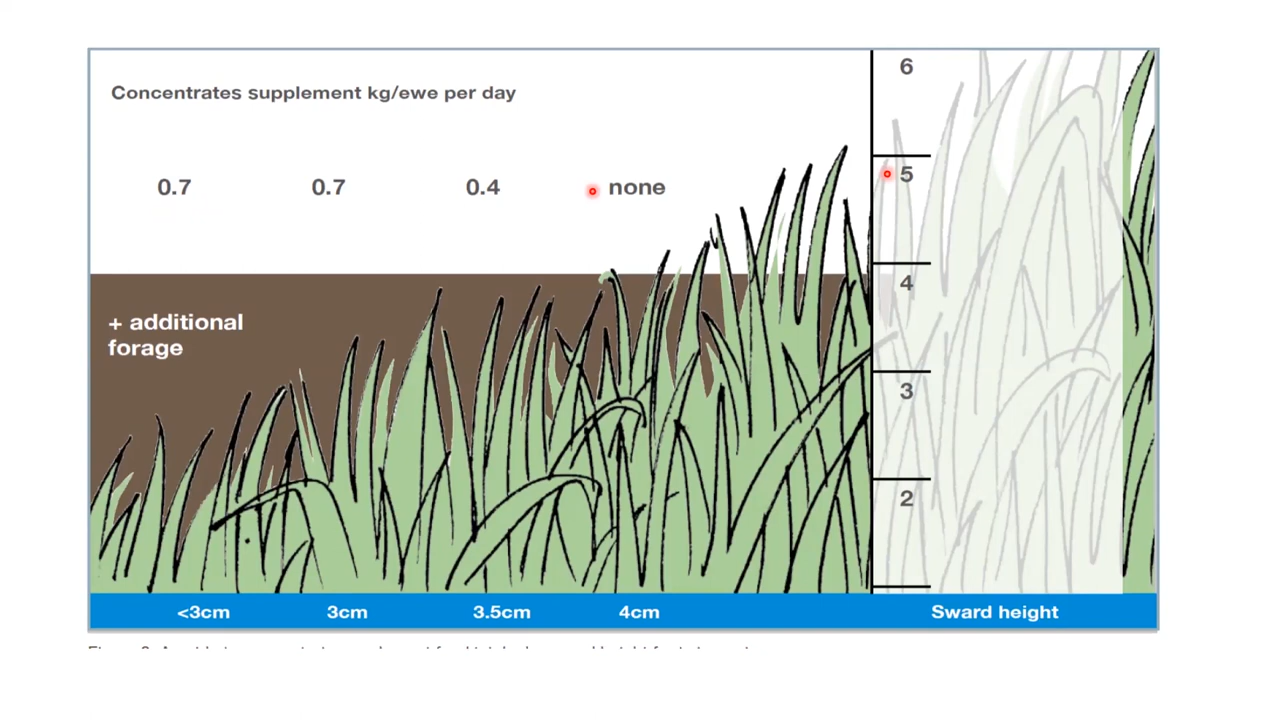 Concentrates supplement kg/ewe per day
0.7 0.7 0.4 none
+ additional
forage
6
5
4
3
2
<3cm 3cm 3.5cm 4cm Sward height